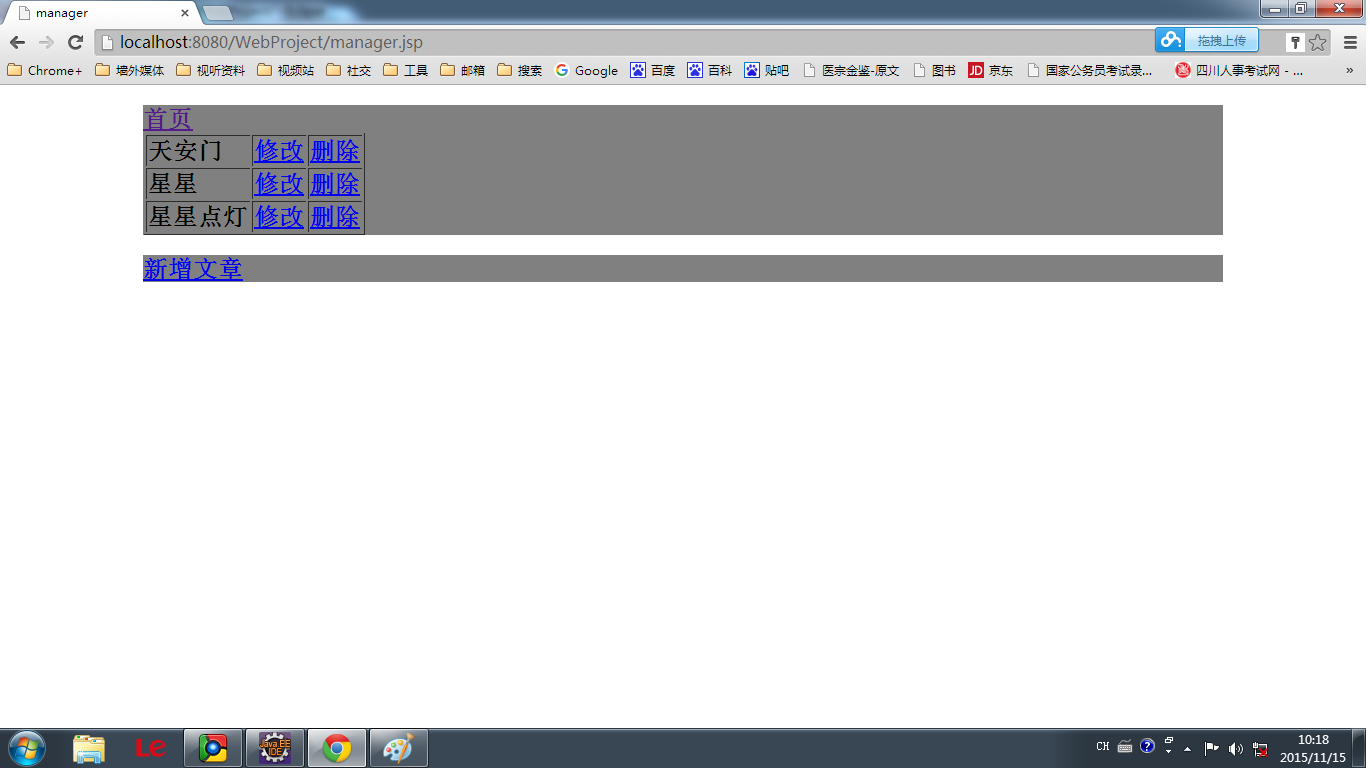 manager
localhost:8080/WebProject/manager.jsp
拖拽上传
Chrome+ 墙外媒体 视听资料 视频站 社交 工具 邮箱 搜索 Google 百度 百科 贴吧 医宗金鉴-原文 图书 JD 京东 国家公务员考试录... 四川人事考试网 - ... »
首页
天安门 修改 删除
星星 修改 删除
星星点灯 修改 删除
新增文章
Le
Java EE
IDE
CH
10:18
2015/11/15